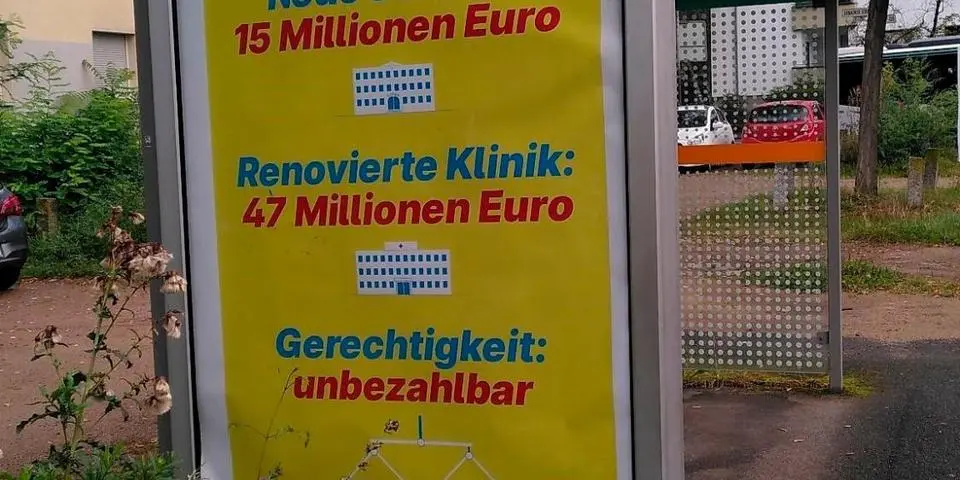 15 Millionen Euro
Renovierte Klinik:
47 Millionen Euro
Gerechtigkeit:
unbezahlbar